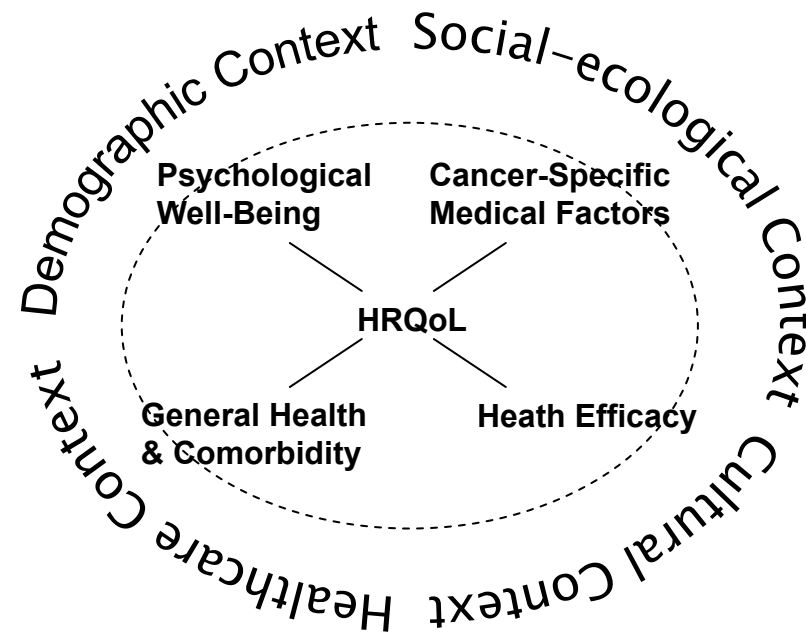 Demographic Context
Social-ecological Context
Psychological
Well-Being
Cancer-Specific
Medical Factors
HRQoL
General Health
& Comorbidity
Heath Efficacy
Healthcare Context
Cultural Context